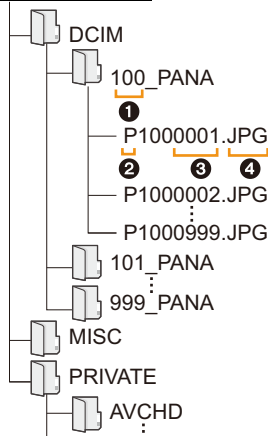 DCIM
100_PANA
❶
P1000001.JPG
❷ ❸ ❹
P1000002.JPG
P1000999.JPG
101_PANA
999_PANA
MISC
PRIVATE
AVCHD